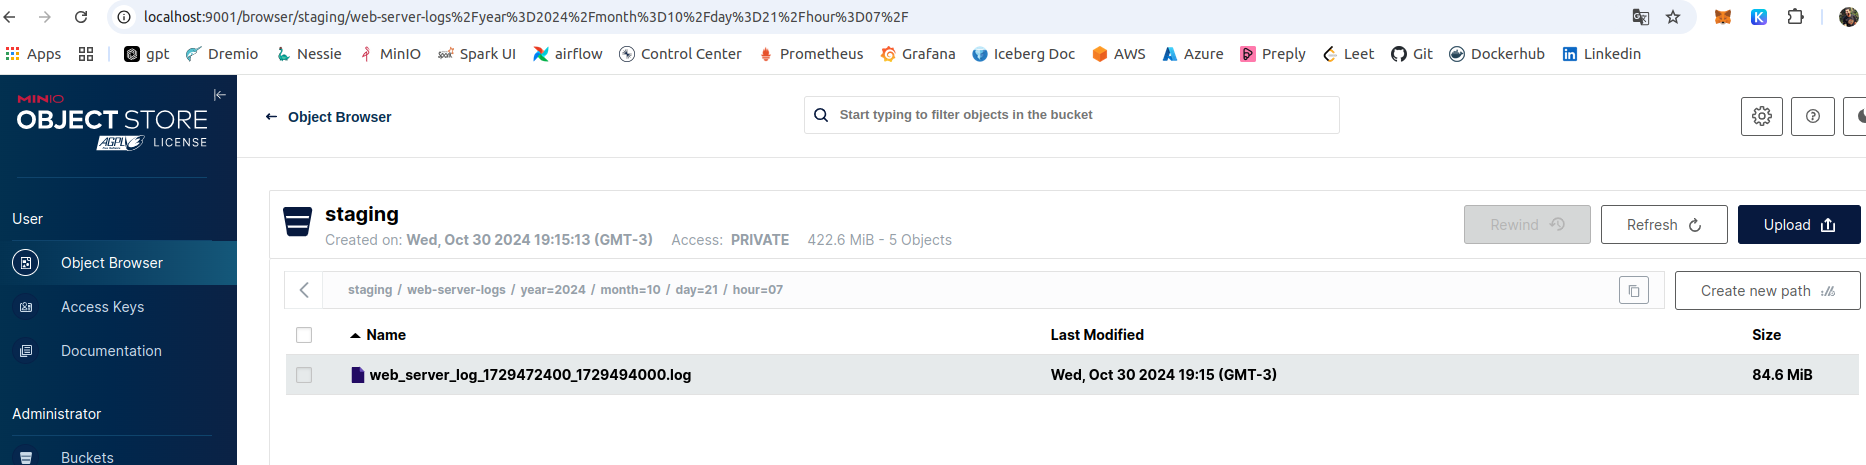 localhost:9001/browser/staging/web-server-logs%2Fyear%3D2024%2Fmonth%3D10%2Fday%3D21%2Fhour%3D07%2F
Apps gpt Dremio Nessie MinIO Spark UI airflow Control Center Prometheus Grafana Iceberg Doc AWS Azure Preply Leet Git Dockerhub Linkedin
MINIO
OBJECT STORE
AGPL LICENSE
Object Browser
Start typing to filter objects in the bucket
User
Object Browser
Access Keys
Documentation
Administrator
Buckets
staging
Created on: Wed, Oct 30 2024 19:15:13 (GMT-3) Access: PRIVATE 422.6 MiB - 5 Objects
Rewind Refresh Upload
staging / web-server-logs / year=2024 / month=10 / day=21 / hour=07
Create new path
Name Last Modified Size
web_server_log_1729472400_1729494000.log Wed, Oct 30 2024 19:15 (GMT-3) 84.6 MiB